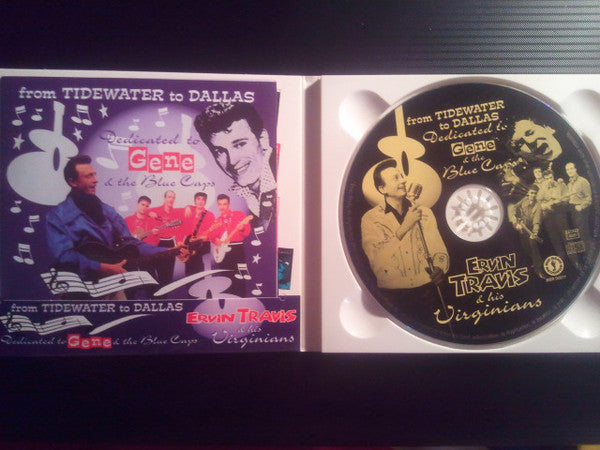 from TIDEWATER to DALLAS
Dedicated to
Gene
& the Blue Caps
from TIDEWATER to DALLAS
Dedicated to Gene & the Blue Caps
ERVIN TRAVIS
& his
Virginians
from TIDEWATER
to DALLAS
Dedicated to
Gene
& the
Blue Caps
ERVIN
TRAVIS
& his
Virginians